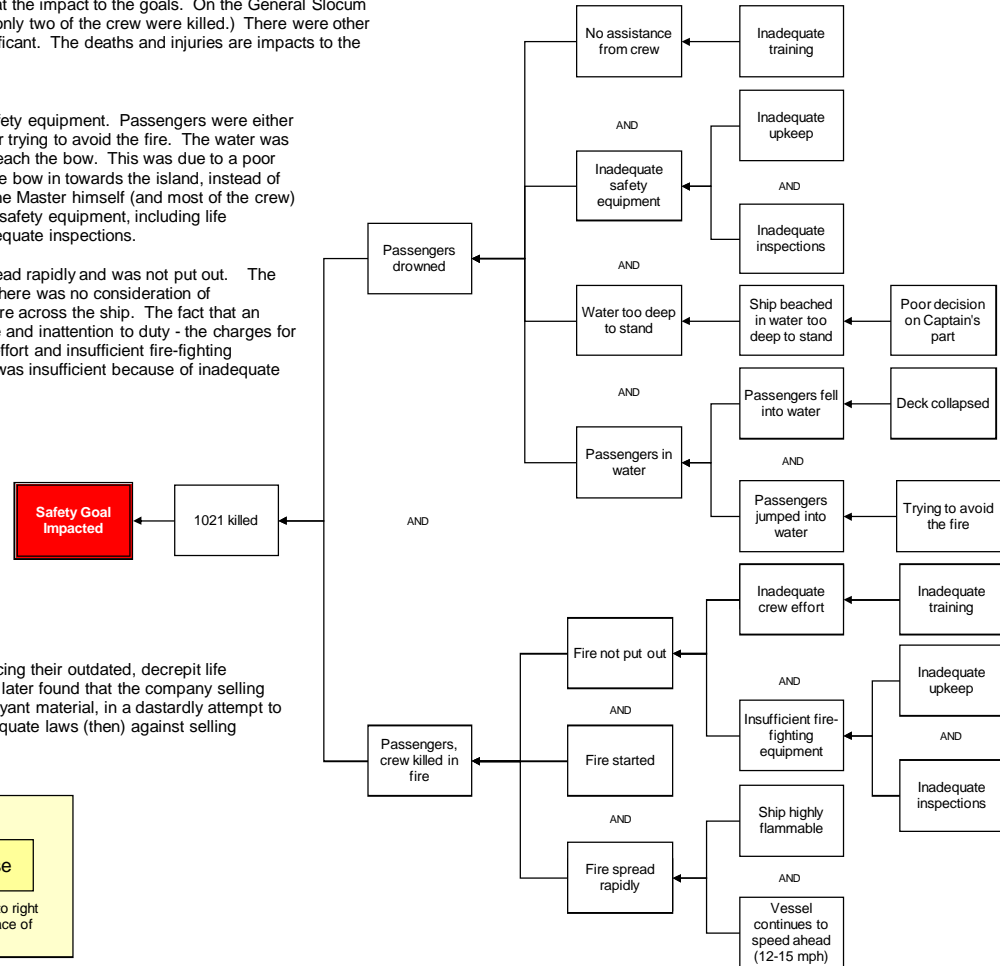 at the impact to the goals.  On the General Slocum
only two of the crew were killed.)  There were other
ficant.  The deaths and injuries are impacts to the
fety equipment.  Passengers were either
r trying to avoid the fire.  The water was
each the bow.  This was due to a poor
e bow in towards the island, instead of
he Master himself (and most of the crew)
safety equipment, including life
equate inspections.
ead rapidly and was not put out.    The
here was no consideration of
re across the ship.  The fact that an
e and inattention to duty - the charges for
ffort and insufficient fire-fighting
was insufficient because of inadequate
Safety Goal
Impacted
1021 killed
AND
Passengers
drowned
No assistance
from crew
Inadequate
training
AND
Inadequate
safety
equipment
Inadequate
upkeep
AND
Inadequate
inspections
AND
Water too deep
to stand
Ship beached
in water too
deep to stand
Poor decision
on Captain's
part
AND
Passengers in
water
Passengers fell
into water
Deck collapsed
AND
Passengers
jumped into
water
Trying to avoid
the fire
Passengers,
crew killed in
fire
Fire not put out
Inadequate
crew effort
Inadequate
training
AND
Insufficient fire-
fighting
equipment
Inadequate
upkeep
AND
Inadequate
inspections
AND
Fire started
AND
Fire spread
rapidly
Ship highly
flammable
AND
Vessel
continues to
speed ahead
(12-15 mph)
cing their outdated, decrepit life
later found that the company selling
yant material, in a dastardly attempt to
quate laws (then) against selling
se
to right
ce of